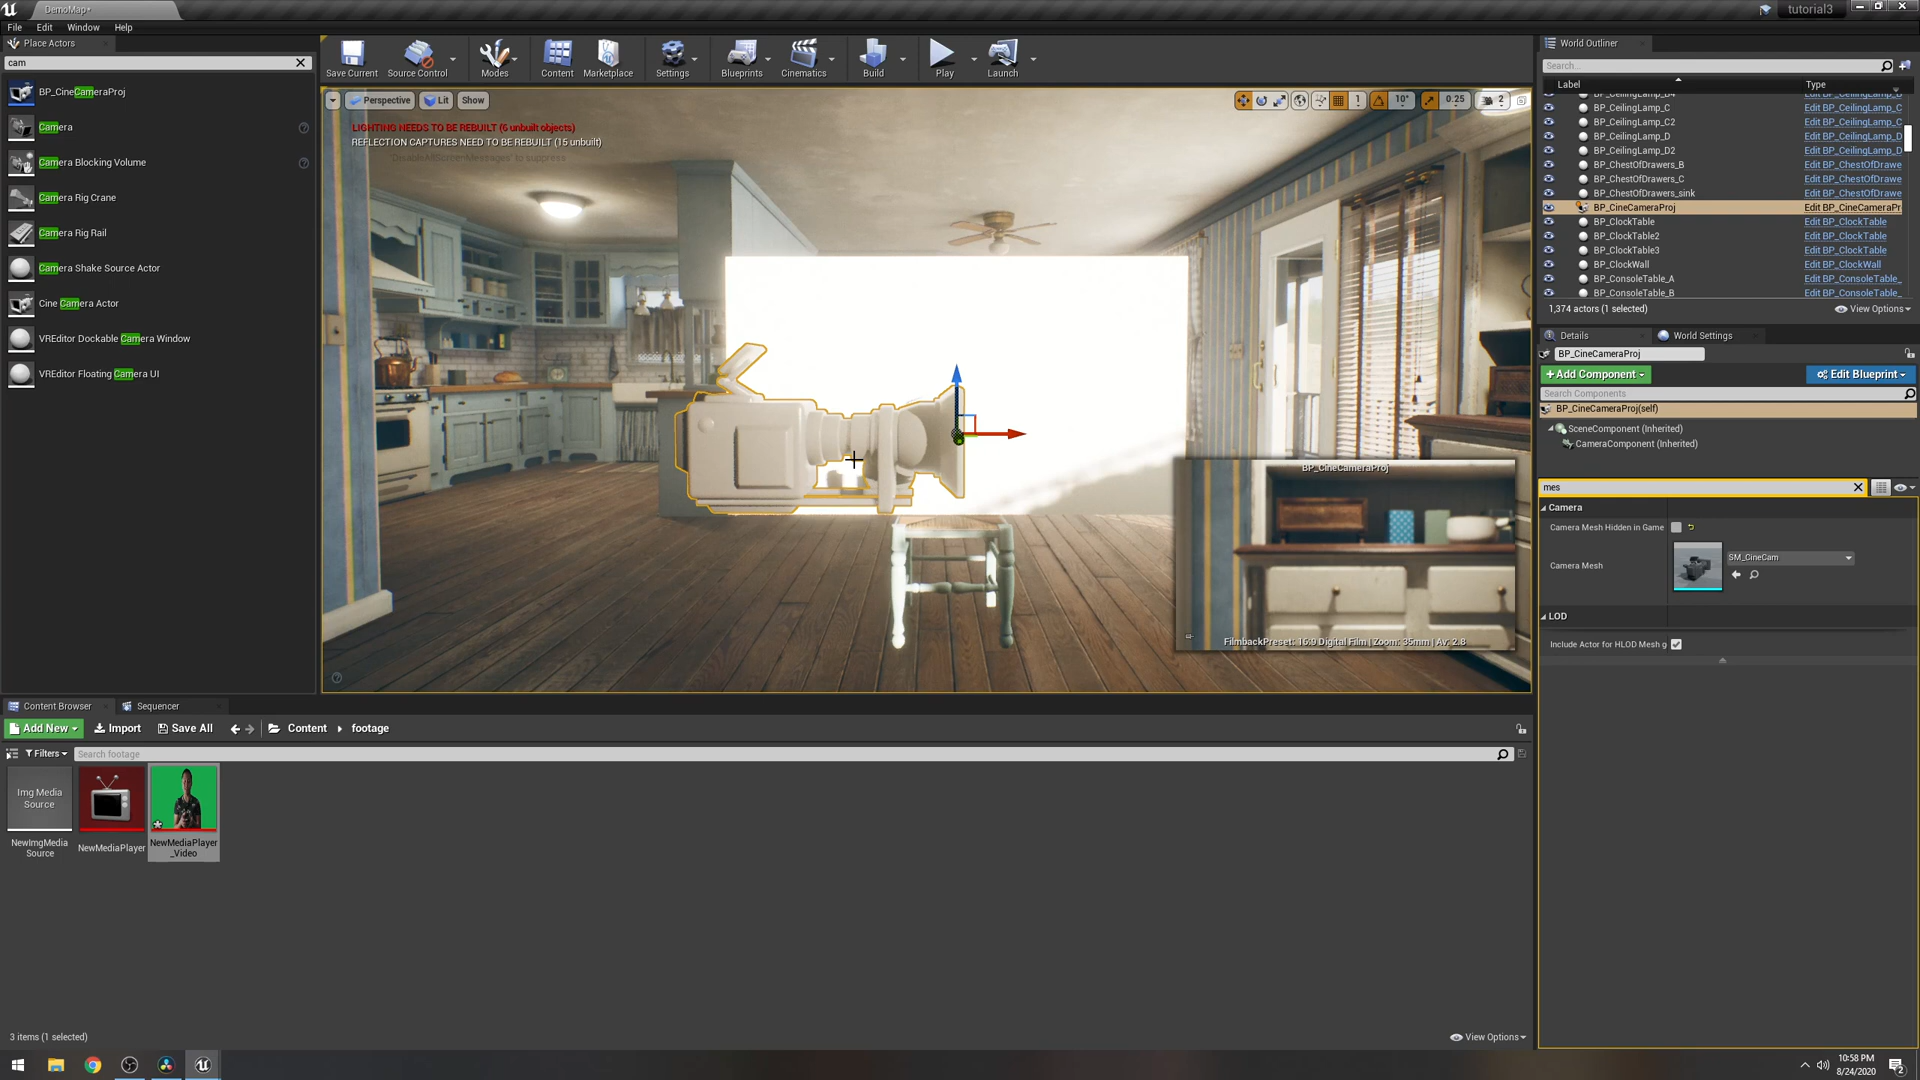 DemoMap*
tutorial3
File Edit Window Help
Place Actors
cam
BP_CineCameraProj
Camera
Camera Blocking Volume
Camera Rig Crane
Camera Rig Rail
Camera Shake Source Actor
Cine Camera Actor
VREditor Dockable Camera Window
VREditor Floating Camera UI
Save Current
Source Control
Modes
Content
Marketplace
Settings
Blueprints
Cinematics
Build
Play
Launch
Perspective
Lit
Show
1
10°
0.25
2
LIGHTING NEEDS TO BE REBUILT (6 unbuilt objects)
REFLECTION CAPTURES NEED TO BE REBUILT (15 unbuilt)
'DisableAllScreenMessages' to suppress
BP_CineCameraProj
FilmbackPreset: 16:9 Digital Film | Zoom: 35mm | Av: 2.8
World Outliner
Search...
Label Type
BP_CeilingLamp_B4
BP_CeilingLamp_C Edit BP_CeilingLamp_C
BP_CeilingLamp_C2 Edit BP_CeilingLamp_C
BP_CeilingLamp_D Edit BP_CeilingLamp_D
BP_CeilingLamp_D2 Edit BP_CeilingLamp_D
BP_ChestOfDrawers_B Edit BP_ChestOfDrawe
BP_ChestOfDrawers_C Edit BP_ChestOfDrawe
BP_ChestOfDrawers_sink Edit BP_ChestOfDrawe
BP_CineCameraProj Edit BP_CineCameraPr
BP_ClockTable Edit BP_ClockTable
BP_ClockTable2 Edit BP_ClockTable
BP_ClockTable3 Edit BP_ClockTable
BP_ClockWall Edit BP_ClockWall
BP_ConsoleTable_A Edit BP_ConsoleTable_
BP_ConsoleTable_B Edit BP_ConsoleTable_
1,374 actors (1 selected)
View Options
Details
World Settings
BP_CineCameraProj
+ Add Component
Edit Blueprint
Search Components
BP_CineCameraProj(self)
SceneComponent (Inherited)
CameraComponent (Inherited)
mes
Camera
Camera Mesh Hidden in Game
Camera Mesh
SM_CineCam
LOD
Include Actor for HLOD Mesh g
Content Browser
Sequencer
Add New
Import
Save All
Content
footage
Filters
Search footage
Img Media
Source
NewImgMedia
Source
NewMediaPlayer
NewMediaPlayer
_Video
3 items (1 selected)
View Options
10:58 PM
8/24/2020
2